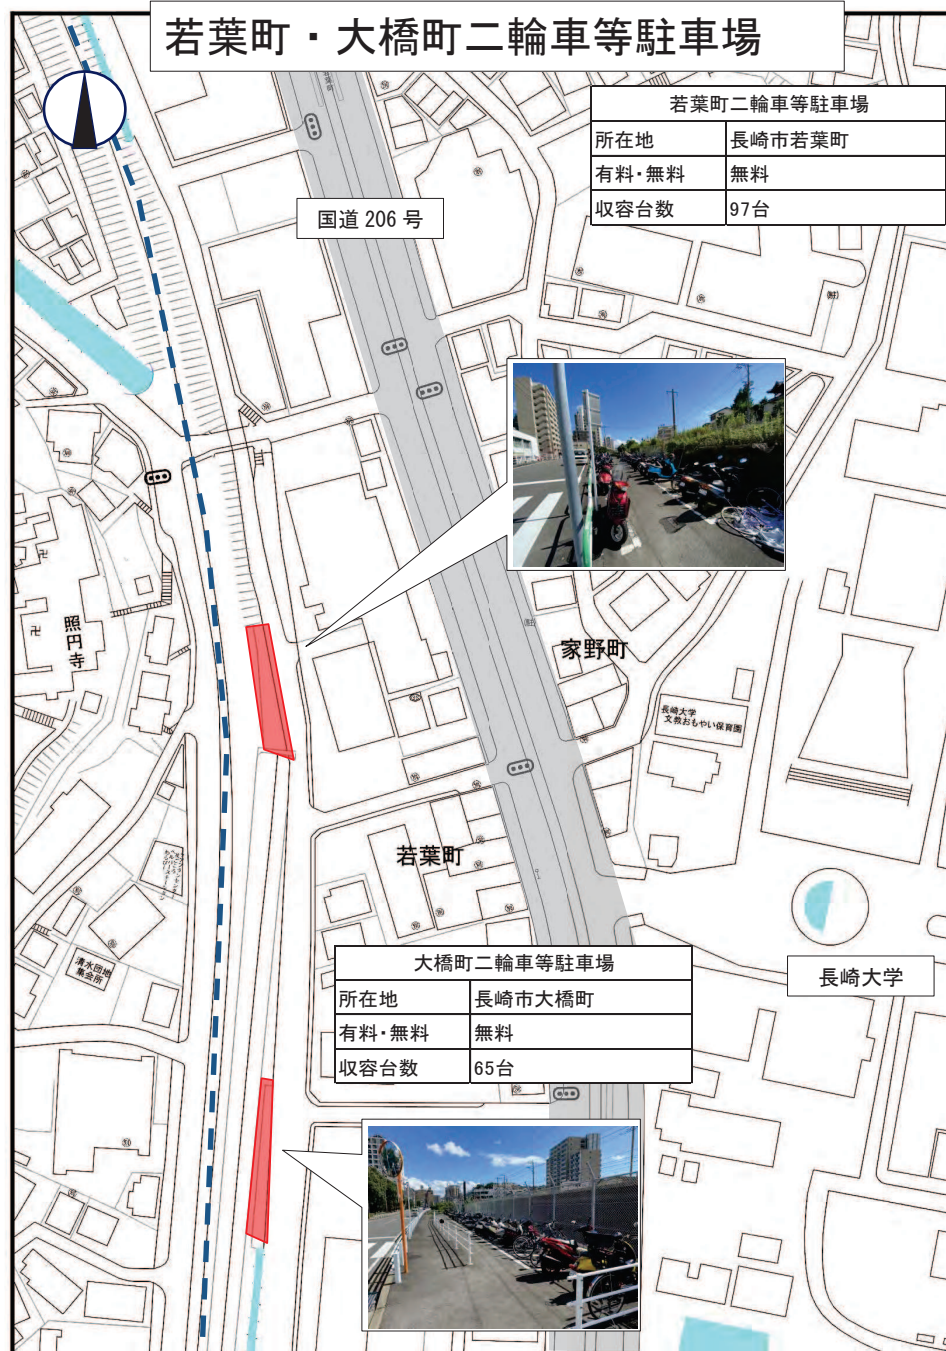 若葉町・大橋町二輪車等駐車場
若葉町二輪車等駐車場
所在地 長崎市若葉町
有料・無料 無料
収容台数 97台
国道 206 号
照円寺
家野町
長崎大学
文教おもやい保育園
若葉町
清水団地
集会所
大橋町二輪車等駐車場
所在地 長崎市大橋町
有料・無料 無料
収容台数 65台
長崎大学